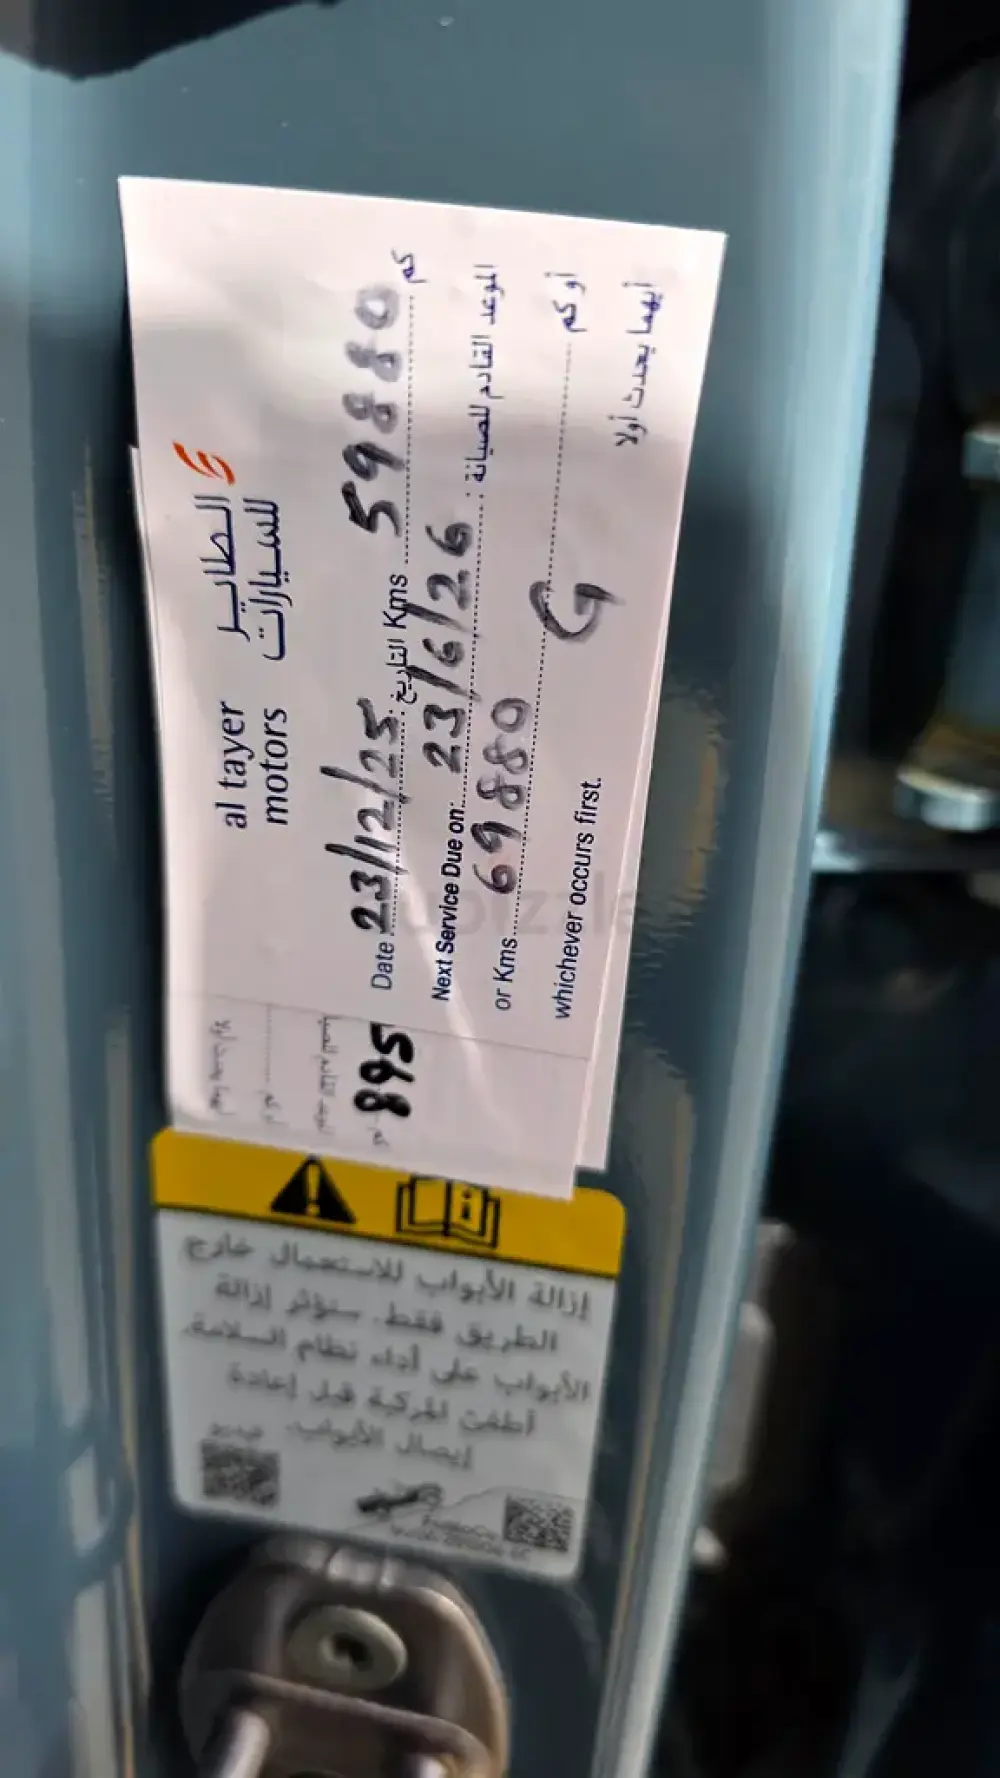 al tayer الطاير
motors للسيارات
Date 23/12/25 التاريخ Kms 59880 كم
Next Service Due on: 23/6/26 : الموعد القادم للصيانة
or Kms 69880 أو كم
whichever occurs first. أيهما يحدث أولا
895
إزالة الأبواب للاستعمال خارج
الطريق فقط. ستؤثر إزالة
الأبواب على أداء نظام السلامة.
أطفئ المركبة قبل إعادة
إيصال الأبواب.
dubizzle